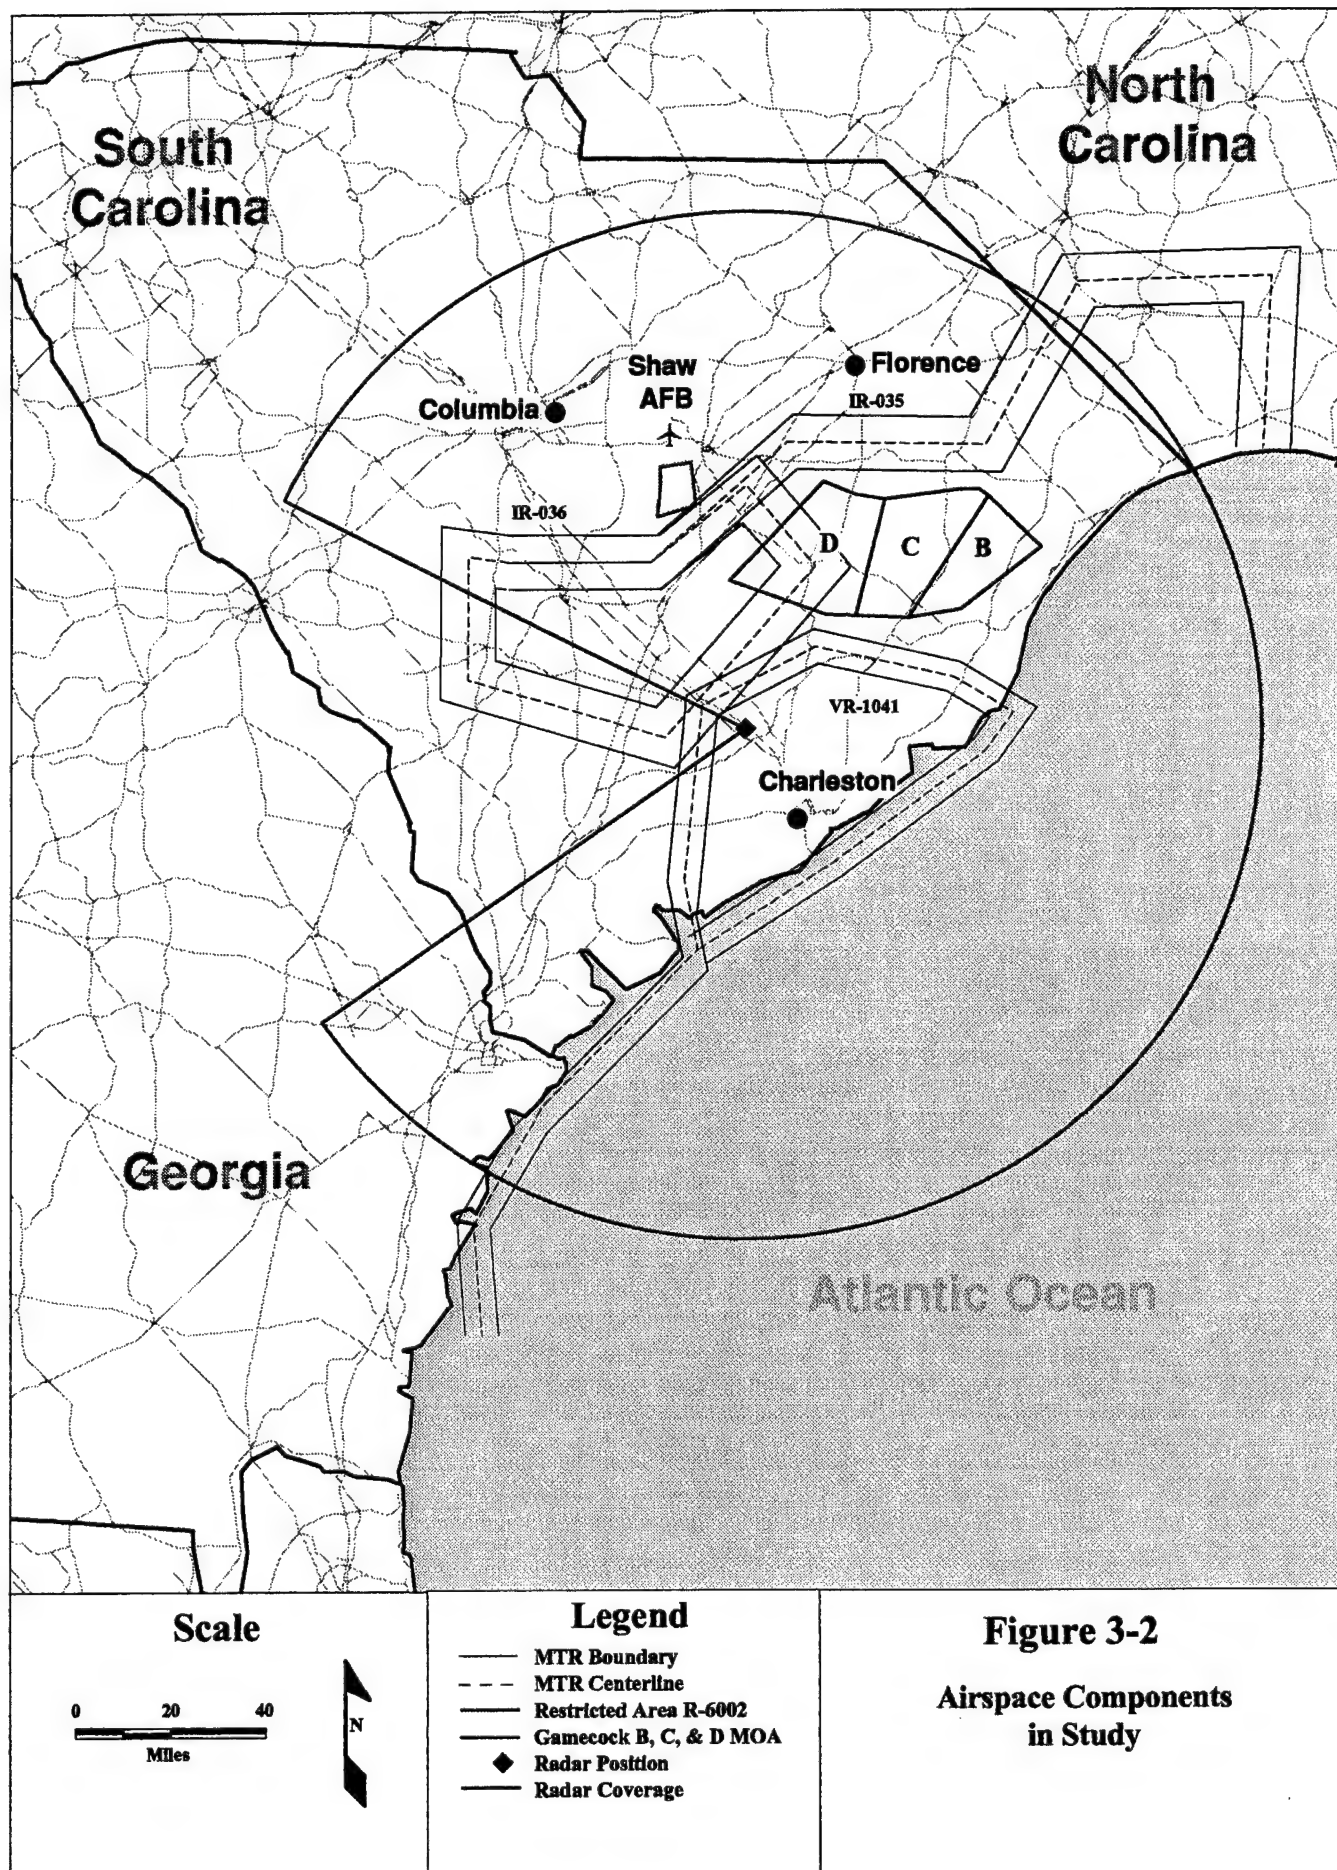 North
Carolina
South
Carolina
Shaw
AFB
Florence
Columbia
IR-035
IR-036
D
C
B
VR-1041
Charleston
Georgia
Atlantic Ocean
Scale
0 20 40
Miles
N
Legend
MTR Boundary
MTR Centerline
Restricted Area R-6002
Gamecock B, C, & D MOA
Radar Position
Radar Coverage
Figure 3-2
Airspace Components
in Study